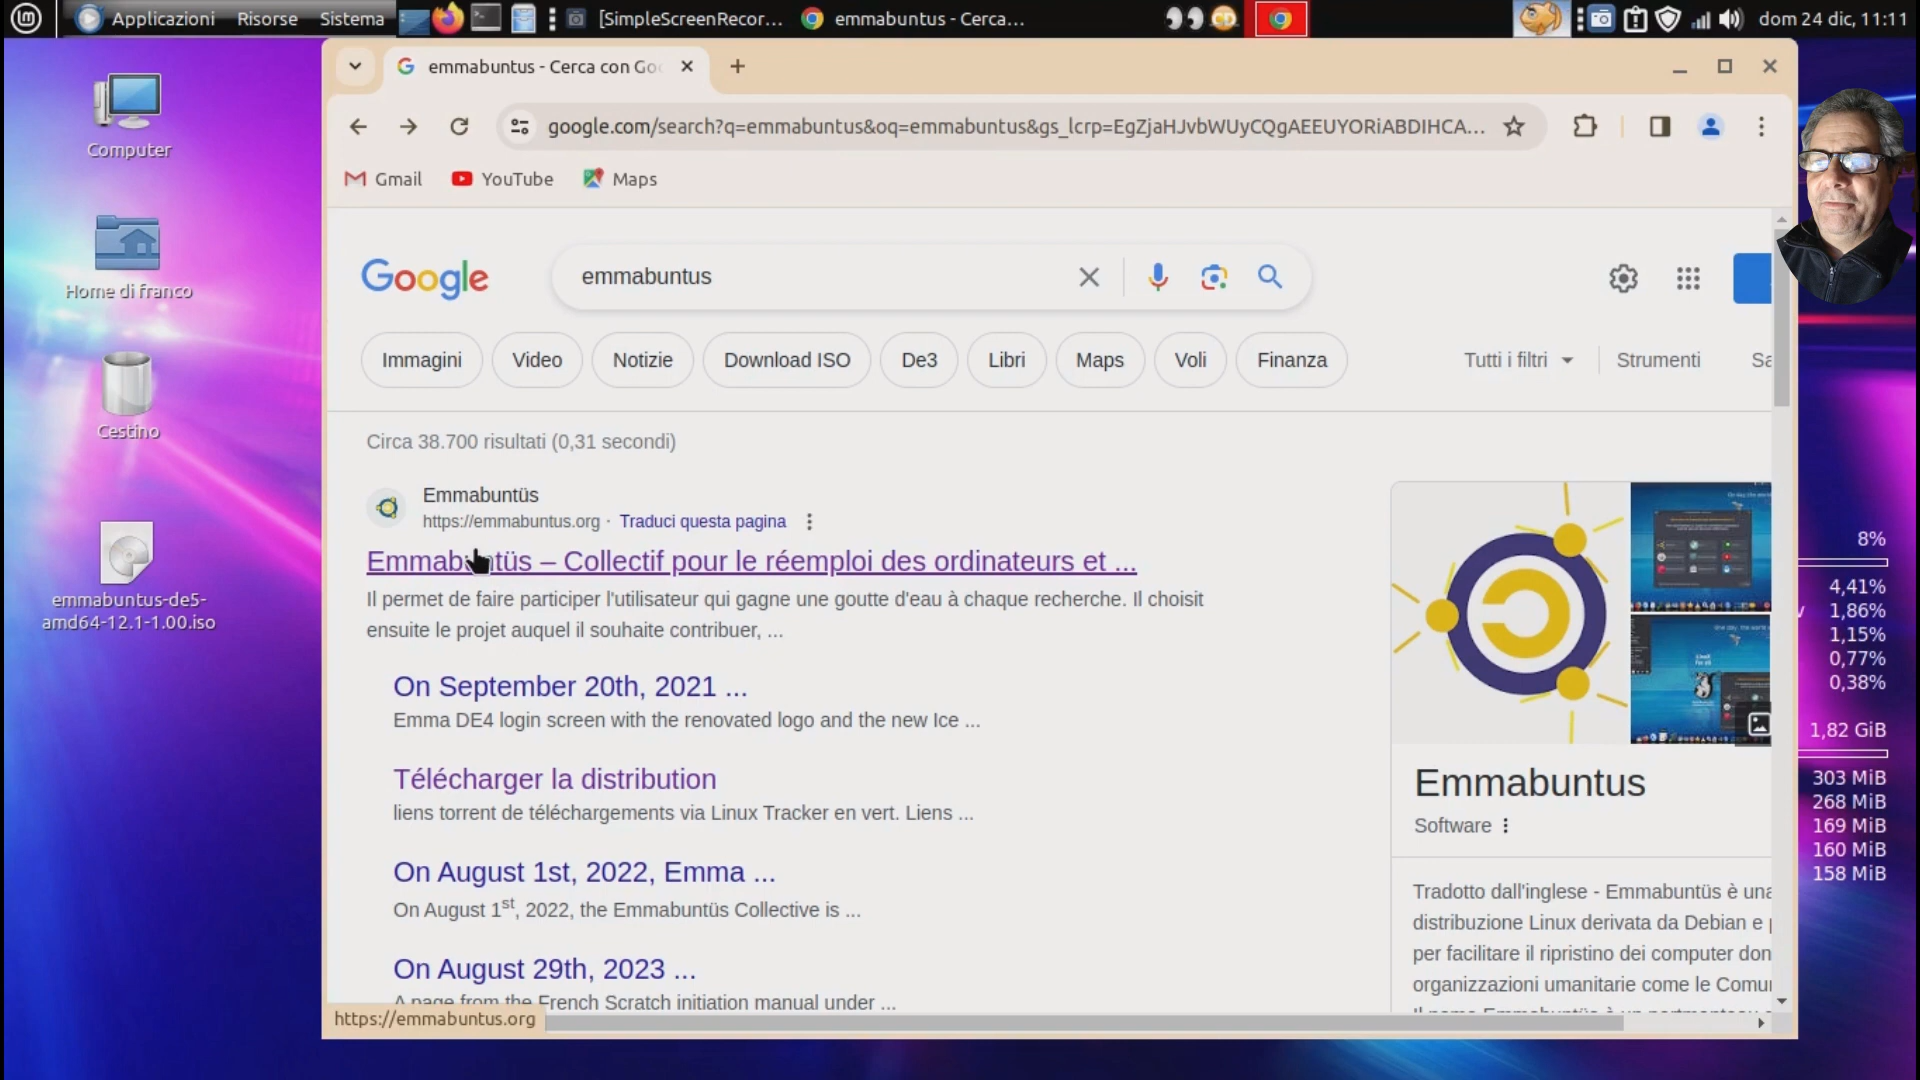 Applicazioni Risorse Sistema [SimpleScreenRecor... emmabuntus - Cerca... dom 24 dic, 11:11
emmabuntus - Cerca con Go
google.com/search?q=emmabuntus&oq=emmabuntus&gs_lcrp=EgZjaHJvbWUyCQgAEEUYORiABDIHCA...
Gmail YouTube Maps
Computer
Home di franco
Cestino
emmabuntus-de5-
amd64-12.1-1.00.iso
Google emmabuntus
Immagini Video Notizie Download ISO De3 Libri Maps Voli Finanza Tutti i filtri Strumenti
Circa 38.700 risultati (0,31 secondi)
Emmabuntüs
https://emmabuntus.org · Traduci questa pagina
Emmabuntüs – Collectif pour le réemploi des ordinateurs et ...
Il permet de faire participer l'utilisateur qui gagne une goutte d'eau à chaque recherche. Il choisit
ensuite le projet auquel il souhaite contribuer, ...
On September 20th, 2021 ...
Emma DE4 login screen with the renovated logo and the new Ice ...
Télécharger la distribution
liens torrent de téléchargements via Linux Tracker en vert. Liens ...
On August 1st, 2022, Emma ...
On August 1st, 2022, the Emmabuntüs Collective is ...
On August 29th, 2023 ...
A page from the French Scratch initiation manual under ...
https://emmabuntus.org
Emmabuntus
Software
Tradotto dall'inglese - Emmabuntüs è una
distribuzione Linux derivata da Debian e p
per facilitare il ripristino dei computer don
organizzazioni umanitarie come le Comu
8%
4,41%
1,86%
1,15%
0,77%
0,38%
1,82 GiB
303 MiB
268 MiB
169 MiB
160 MiB
158 MiB